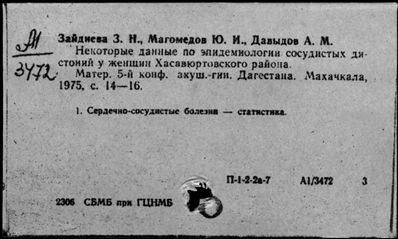 А1
3472
Зайдиева З. Н., Магомедов Ю. И., Давыдов А. М.
Некоторые данные по эпидемиологии сосудистых ди-
стоний у женщин Хасавюртовского района.
Матер. 5-й конф. акуш.-гин. Дагестана. Махачкала,
1975, с. 14—16.
1. Сердечно-сосудистые болезни — статистика.
П-1-2-2а-7 А1/3472 3
2306 СБМБ при ГЦНМБ